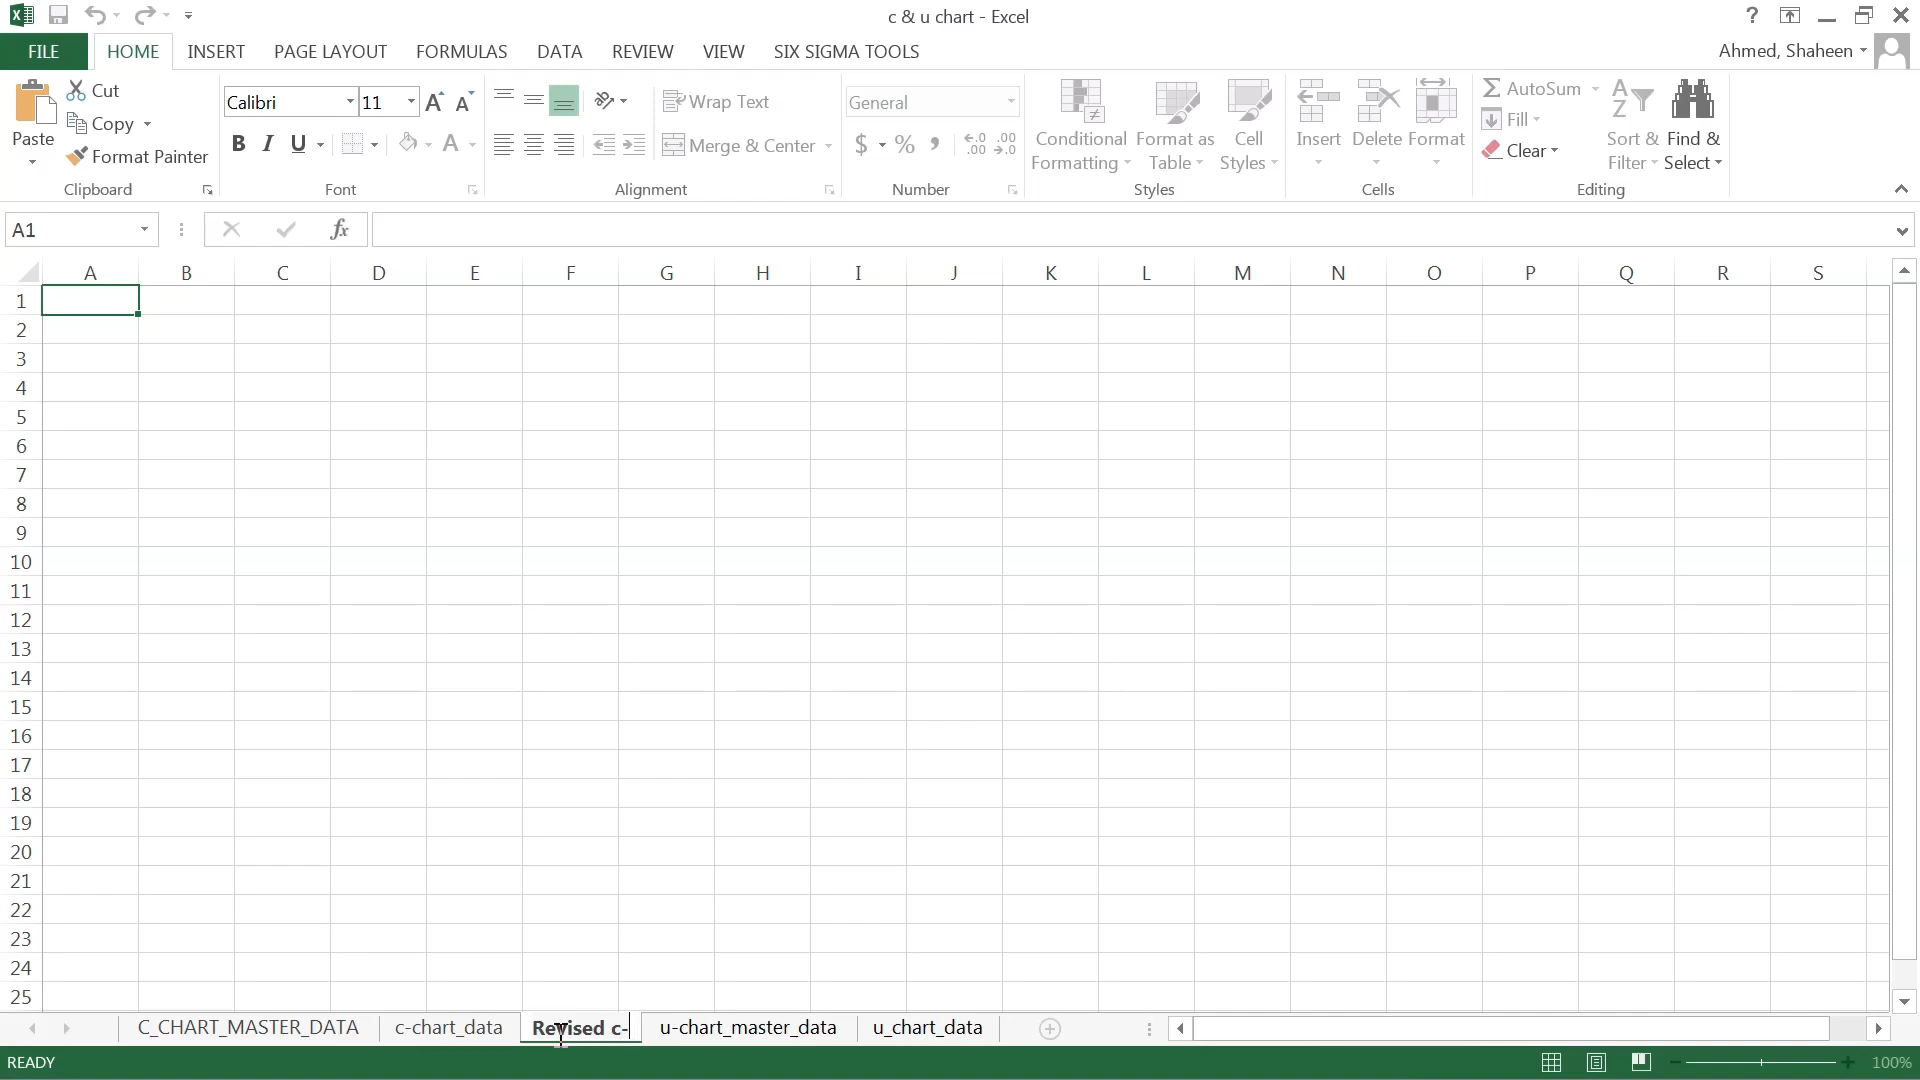 c & u chart - Excel
?
FILE HOME INSERT PAGE LAYOUT FORMULAS DATA REVIEW VIEW SIX SIGMA TOOLS Ahmed, Shaheen
Paste
Cut
Copy
Format Painter
Clipboard
Calibri 11
B I U
Font
Wrap Text
Merge & Center
Alignment
General
$ % ,
Number
Conditional Formatting
Format as Table
Cell Styles
Styles
Insert Delete Format
Cells
AutoSum
Fill
Clear
Sort & Filter
Find & Select
Editing
A1 fx
A B C D E F G H I J K L M N O P Q R S
1
2
3
4
5
6
7
8
9
10
11
12
13
14
15
16
17
18
19
20
21
22
23
24
25
C_CHART_MASTER_DATA c-chart_data Revised c- u-chart_master_data u_chart_data
READY 100%